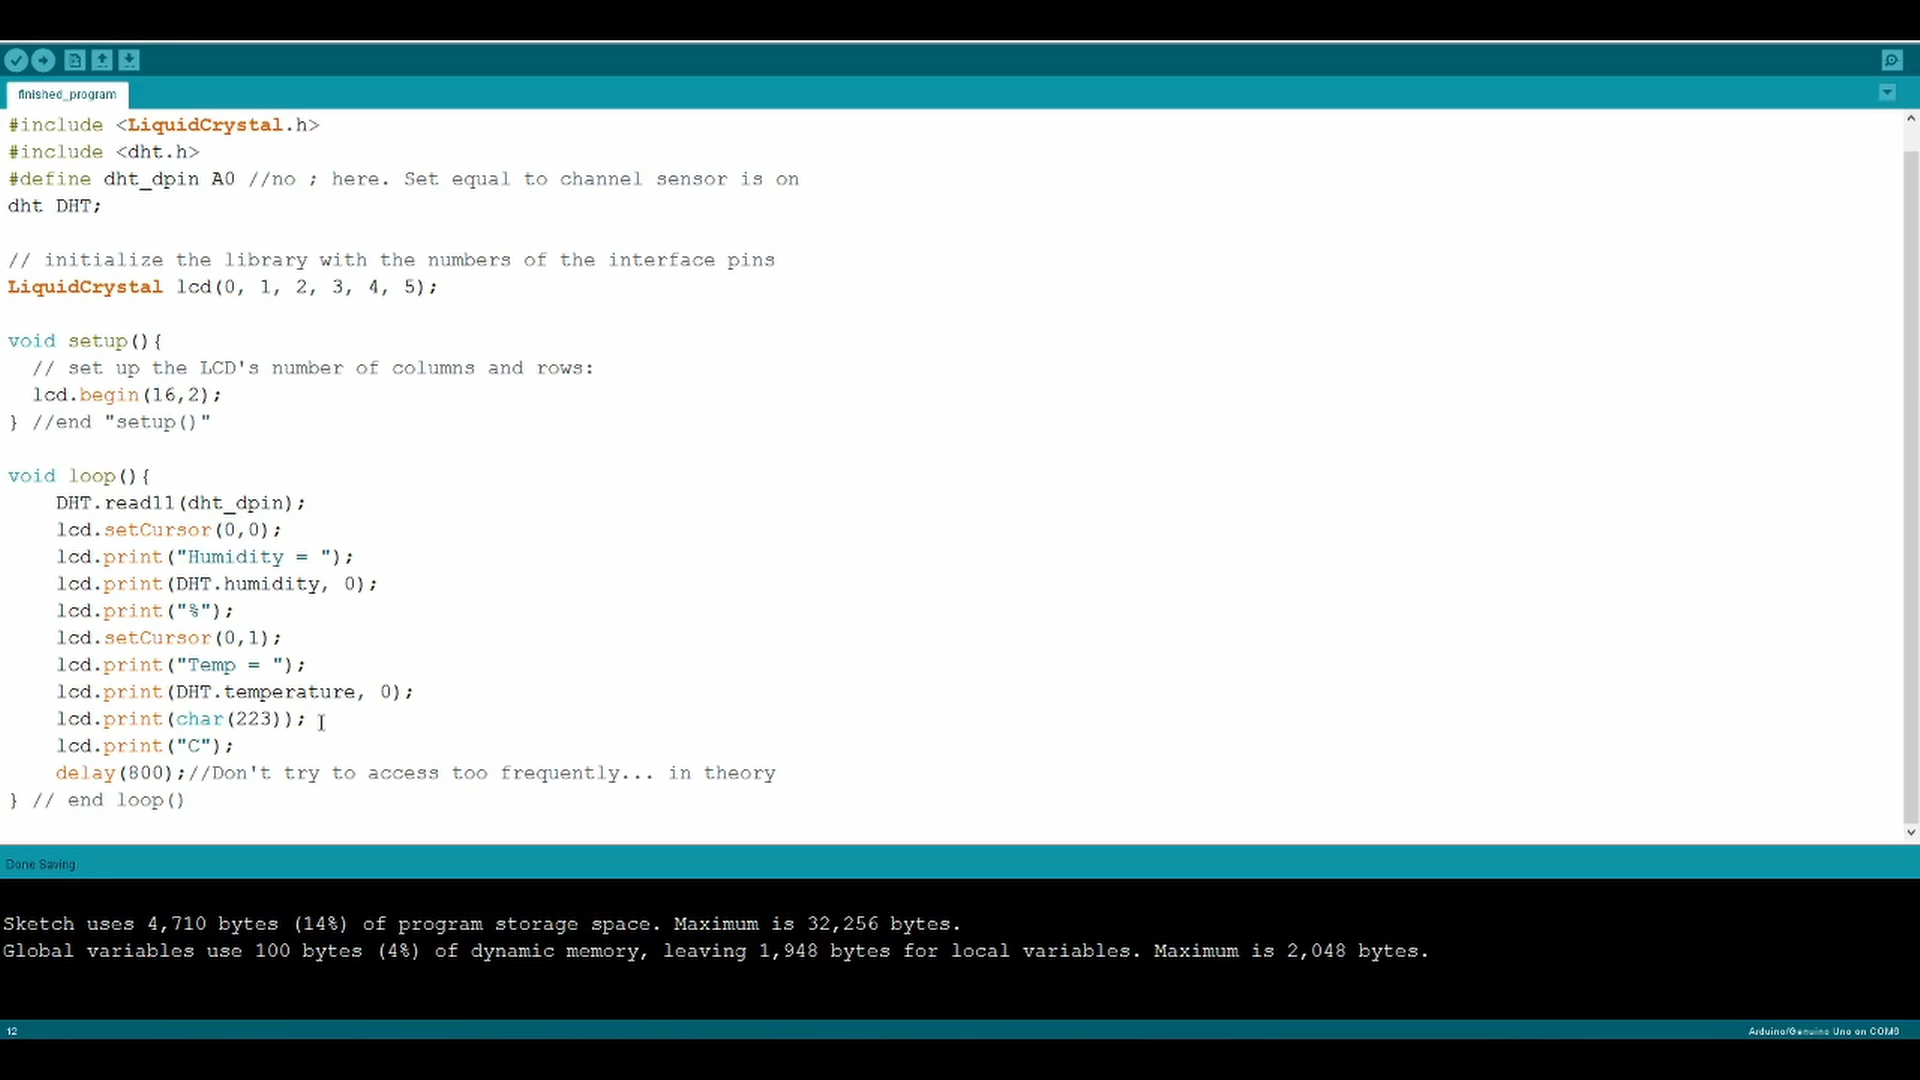 finished_program
#include <LiquidCrystal.h>
#include <dht.h>
#define dht_dpin A0 //no ; here. Set equal to channel sensor is on
dht DHT;
// initialize the library with the numbers of the interface pins
LiquidCrystal lcd(0, 1, 2, 3, 4, 5);
void setup(){
  // set up the LCD's number of columns and rows:
  lcd.begin(16,2);
} //end "setup()"
void loop(){
    DHT.read11(dht_dpin);
    lcd.setCursor(0,0);
    lcd.print("Humidity = ");
    lcd.print(DHT.humidity, 0);
    lcd.print("%");
    lcd.setCursor(0,1);
    lcd.print("Temp = ");
    lcd.print(DHT.temperature, 0);
    lcd.print(char(223));
    lcd.print("C");
    delay(800);//Don't try to access too frequently... in theory
} // end loop()
Done Saving.
Sketch uses 4,710 bytes (14%) of program storage space. Maximum is 32,256 bytes.
Global variables use 100 bytes (4%) of dynamic memory, leaving 1,948 bytes for local variables. Maximum is 2,048 bytes.
12
Arduino/Genuino Uno on COM6